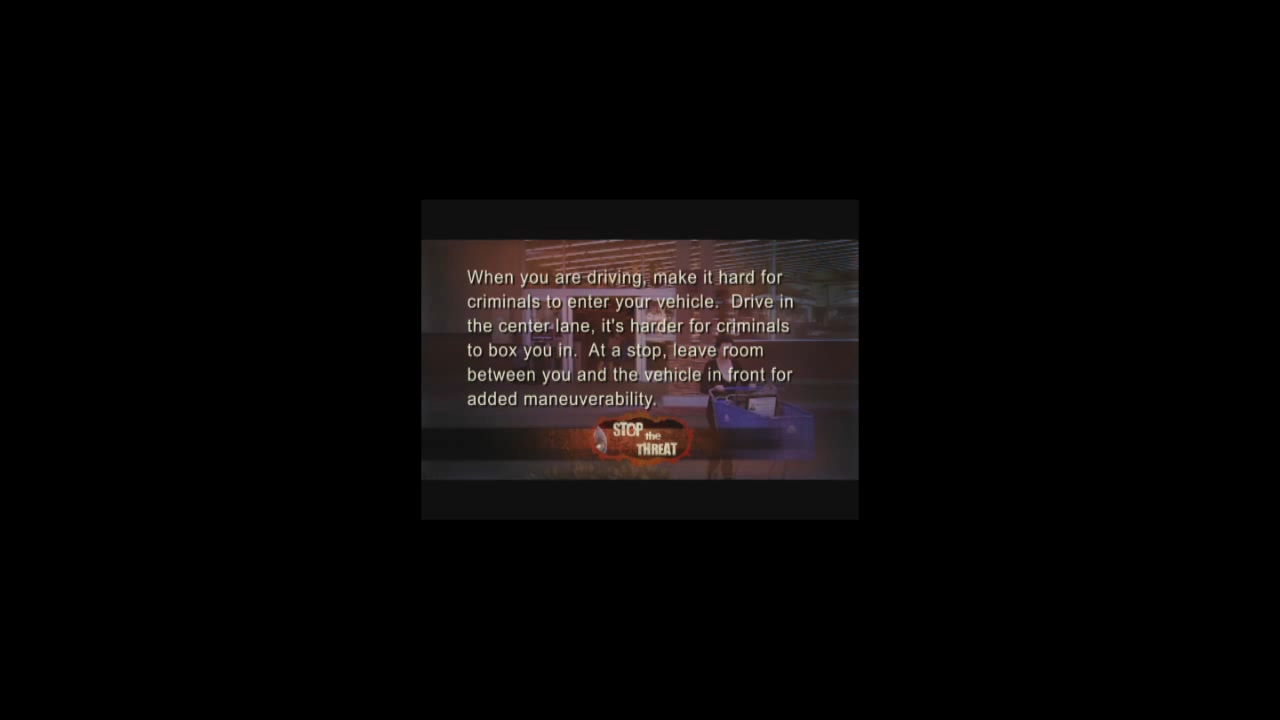 When you are driving, make it hard for
criminals to enter your vehicle.  Drive in
the center lane, it's harder for criminals
to box you in.  At a stop, leave room
between you and the vehicle in front for
added maneuverability.
STOP the
THREAT